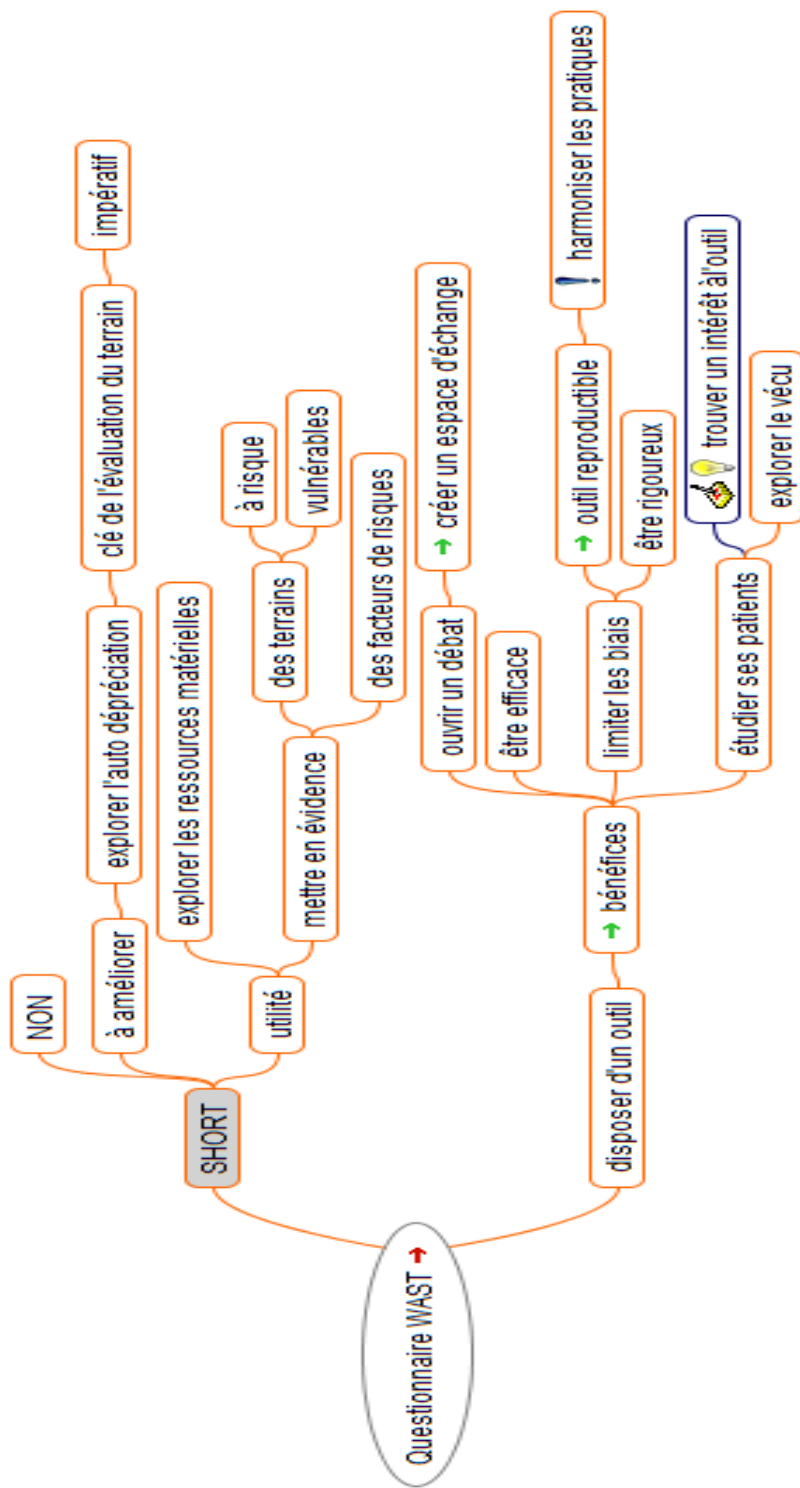 Questionnaire WAST
SHORT
NON
à améliorer
explorer l'auto dépréciation
clé de l'évaluation du terrain
impératif
utilité
explorer les ressources matérielles
mettre en évidence
des terrains
à risque
vulnérables
des facteurs de risques
disposer d'un outil
bénéfices
ouvrir un débat
créer un espace d'échange
être efficace
limiter les biais
outil reproductible
harmoniser les pratiques
être rigoureux
étudier ses patients
trouver un intérêt àl'outil
explorer le vécu